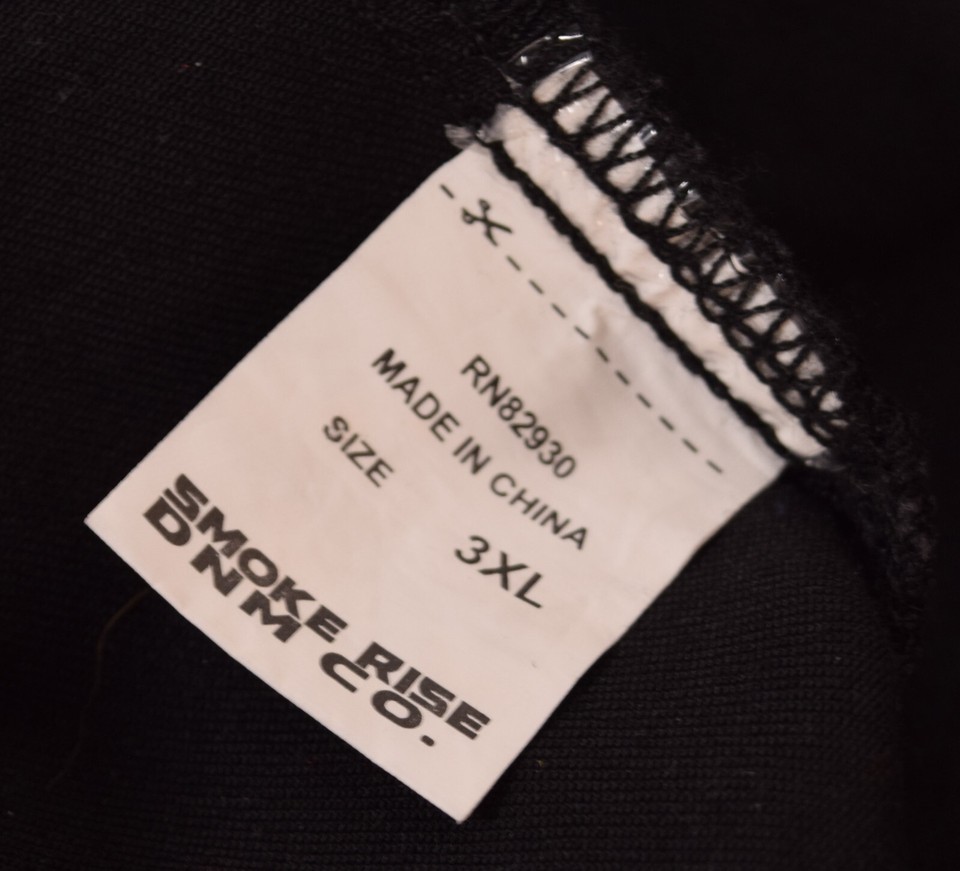 RN82930
MADE IN CHINA
SIZE 3XL
SMOKE RISE
DNM CO.